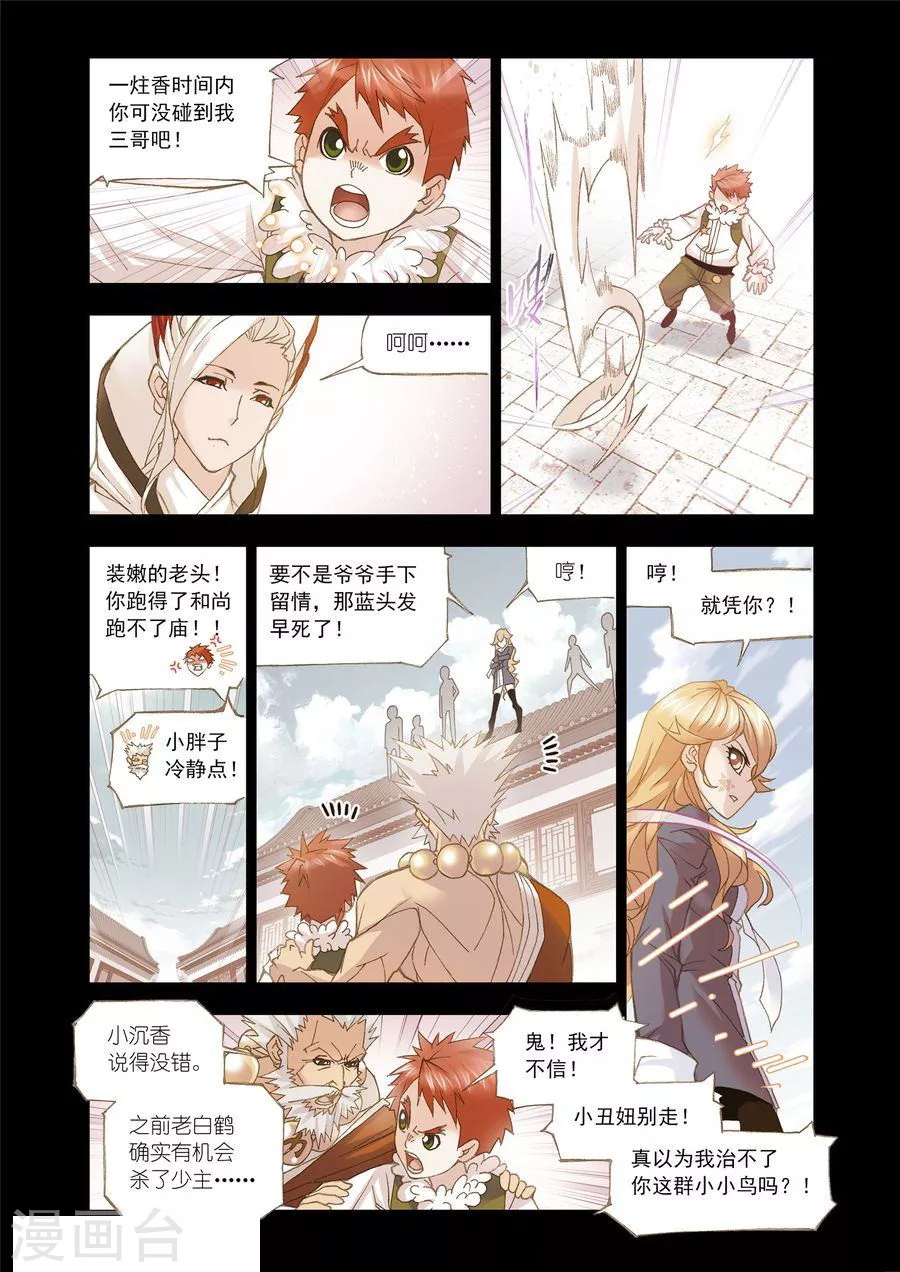 一炷香时间内
你可没碰到我
三哥吧！
呵呵……
装嫩的老头！
你跑得了和尚
跑不了庙！！
小胖子
冷静点！
要不是爷爷手下
留情，那蓝头发
早死了！
哼！
哼！
就凭你？！
小沉香
说得没错。
之前老白鹤
确实有机会
杀了少主……
鬼！我才
不信！
小丑妞别走！
真以为我治不了
你这群小小鸟吗？！
漫画台